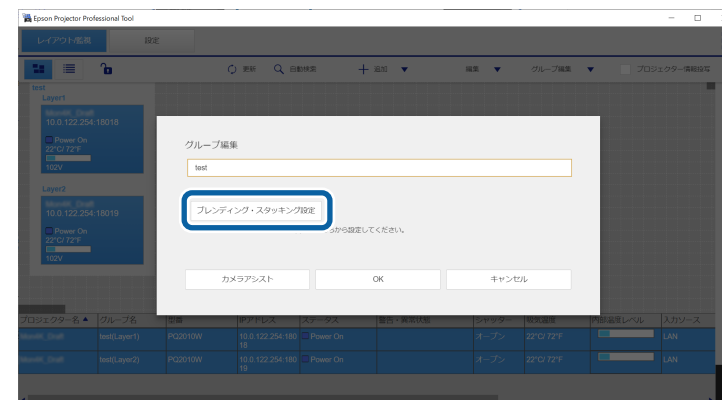 Epson Projector Professional Tool
レイアウト/監視
設定
更新
自動検索
追加
編集
グループ編集
プロジェクター情報投写
test
Layer1
10.0.122.254:18018
Power On
22°C/ 72°F
102V
Layer2
10.0.122.254:18019
Power On
22°C/ 72°F
102V
グループ編集
test
ブレンディング・スタッキング設定
から設定してください。
カメラアシスト
OK
キャンセル
プロジェクター名
グループ名
型番
IPアドレス
ステータス
警告・異常状態
シャッター
吸気温度
内部温度レベル
入力ソース
test(Layer1)
PQ2010W
10.0.122.254:180
18
Power On
オープン
22°C/ 72°F
LAN
test(Layer2)
PQ2010W
10.0.122.254:180
19
Power On
オープン
22°C/ 72°F
LAN